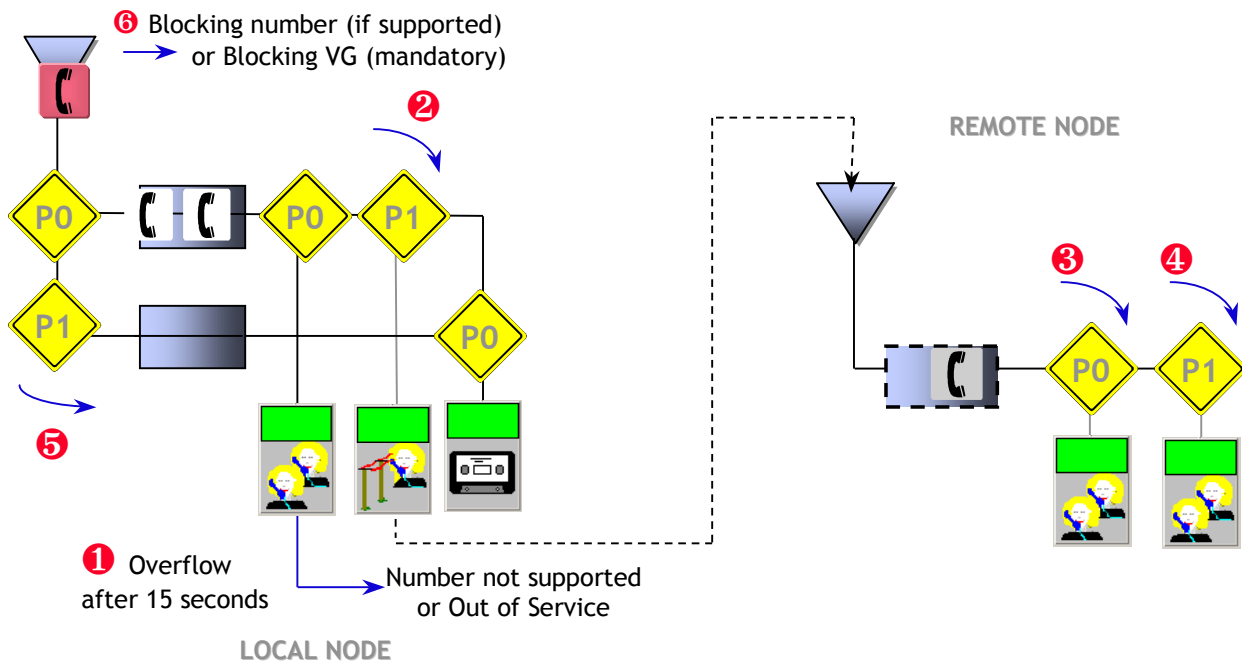 ❻ Blocking number (if supported)
or Blocking VG (mandatory)
❷
REMOTE NODE
P0
P0
P1
❸
❹
P1
P0
P0
P1
❺
❶ Overflow
after 15 seconds
Number not supported
or Out of Service
LOCAL NODE